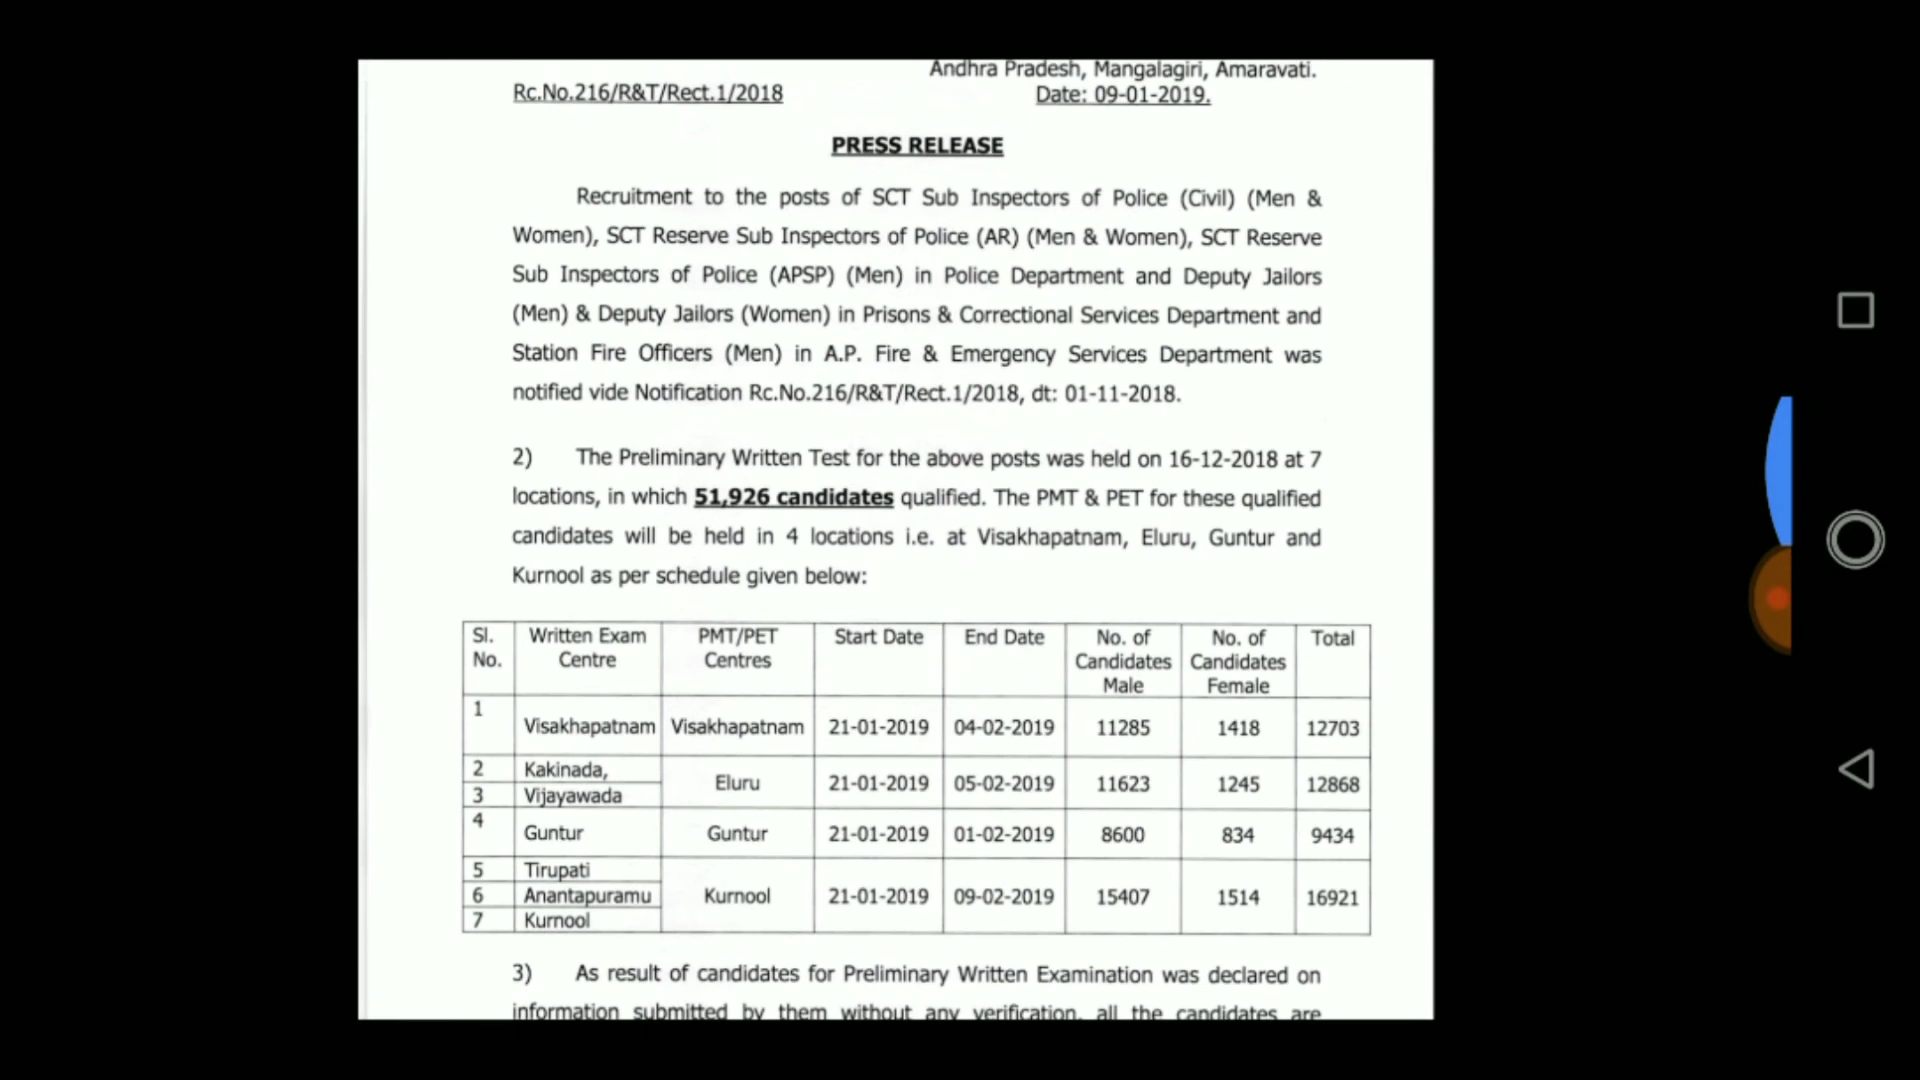 Andhra Pradesh, Mangalagiri, Amaravati.
Rc.No.216/R&T/Rect.1/2018
Date: 09-01-2019.
PRESS RELEASE
Recruitment to the posts of SCT Sub Inspectors of Police (Civil) (Men &
Women), SCT Reserve Sub Inspectors of Police (AR) (Men & Women), SCT Reserve
Sub Inspectors of Police (APSP) (Men) in Police Department and Deputy Jailors
(Men) & Deputy Jailors (Women) in Prisons & Correctional Services Department and
Station Fire Officers (Men) in A.P. Fire & Emergency Services Department was
notified vide Notification Rc.No.216/R&T/Rect.1/2018, dt: 01-11-2018.
2) The Preliminary Written Test for the above posts was held on 16-12-2018 at 7
locations, in which 51,926 candidates qualified. The PMT & PET for these qualified
candidates will be held in 4 locations i.e. at Visakhapatnam, Eluru, Guntur and
Kurnool as per schedule given below:
Sl. No. Written Exam Centre PMT/PET Centres Start Date End Date No. of Candidates Male No. of Candidates Female Total
1 Visakhapatnam Visakhapatnam 21-01-2019 04-02-2019 11285 1418 12703
2 Kakinada,
3 Vijayawada
Eluru 21-01-2019 05-02-2019 11623 1245 12868
4 Guntur Guntur 21-01-2019 01-02-2019 8600 834 9434
5 Tirupati
6 Anantapuramu
7 Kurnool
Kurnool 21-01-2019 09-02-2019 15407 1514 16921
3) As result of candidates for Preliminary Written Examination was declared on
information submitted by them without any verification, all the candidates are